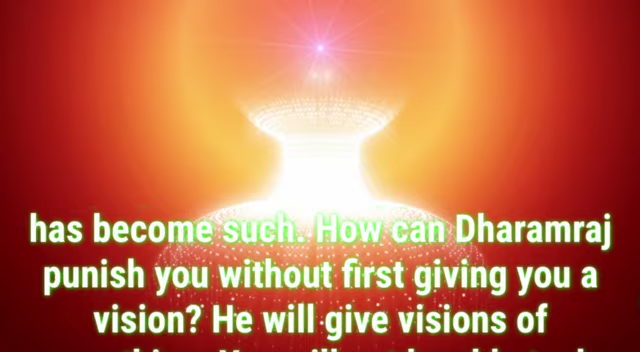 has become such. How can Dharamraj
punish you without first giving you a
vision? He will give visions of